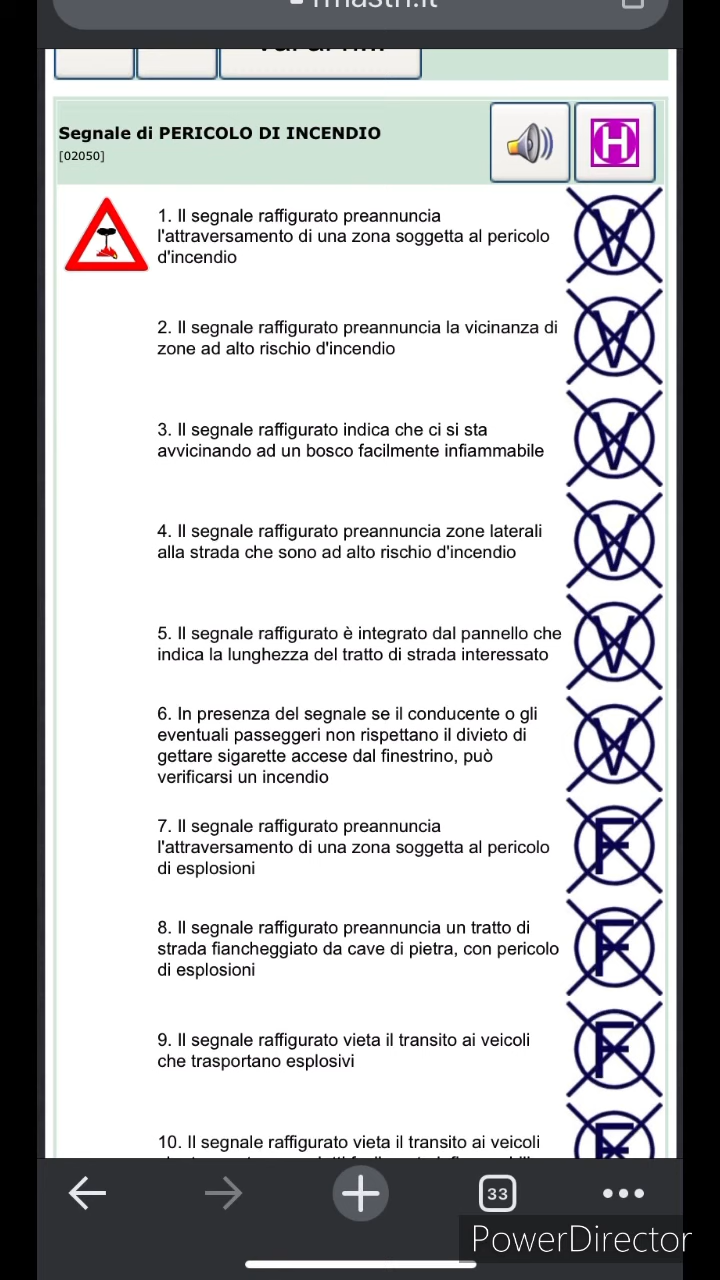 Segnale di PERICOLO DI INCENDIO
[02050]
H
1. Il segnale raffigurato preannuncia
l'attraversamento di una zona soggetta al pericolo
d'incendio
V
2. Il segnale raffigurato preannuncia la vicinanza di
zone ad alto rischio d'incendio
V
3. Il segnale raffigurato indica che ci si sta
avvicinando ad un bosco facilmente infiammabile
V
4. Il segnale raffigurato preannuncia zone laterali
alla strada che sono ad alto rischio d'incendio
V
5. Il segnale raffigurato è integrato dal pannello che
indica la lunghezza del tratto di strada interessato
V
6. In presenza del segnale se il conducente o gli
eventuali passeggeri non rispettano il divieto di
gettare sigarette accese dal finestrino, può
verificarsi un incendio
V
7. Il segnale raffigurato preannuncia
l'attraversamento di una zona soggetta al pericolo
di esplosioni
F
8. Il segnale raffigurato preannuncia un tratto di
strada fiancheggiato da cave di pietra, con pericolo
di esplosioni
F
9. Il segnale raffigurato vieta il transito ai veicoli
che trasportano esplosivi
F
10. Il segnale raffigurato vieta il transito ai veicoli
F
33
PowerDirector